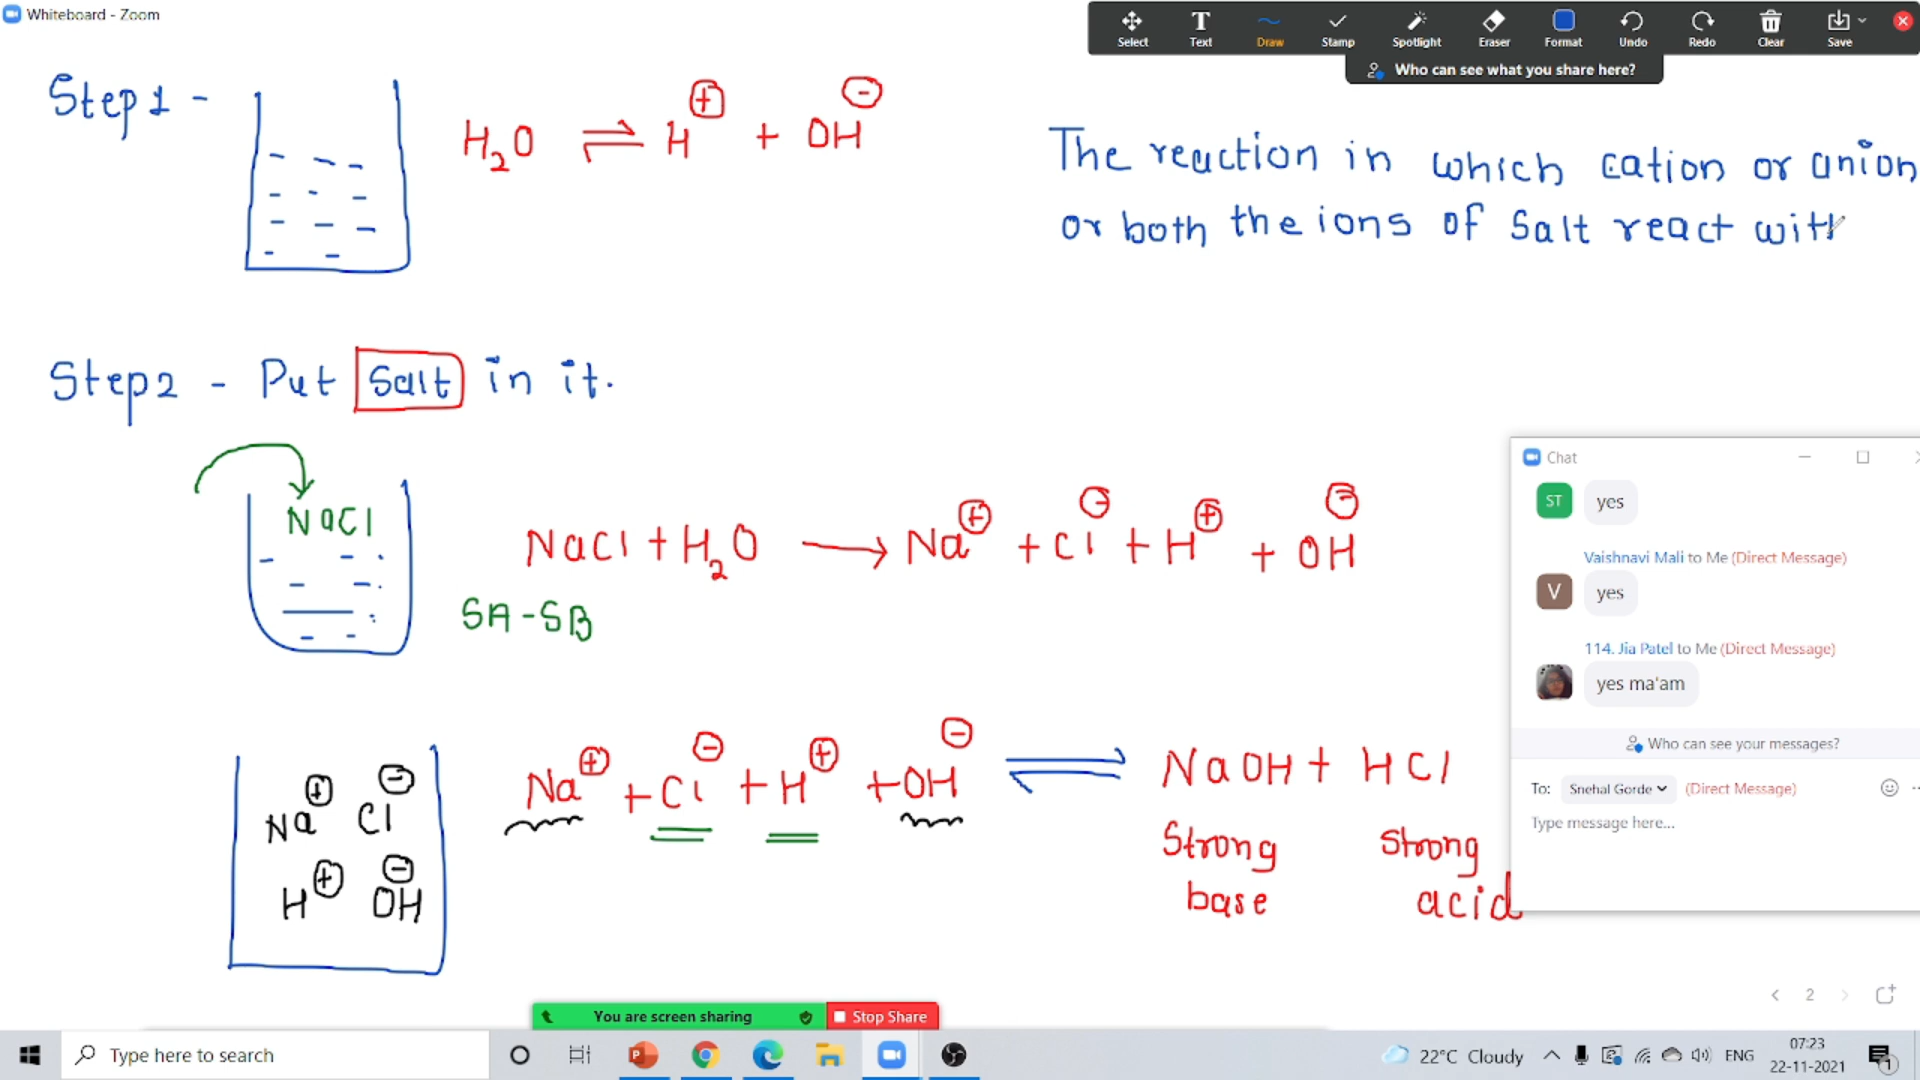 Whiteboard - Zoom
Select Text Draw Stamp Spotlight Eraser Format Undo Redo Clear Save
Who can see what you share here?
Step 1 -
H₂O ⇌ H⊕ + OH⊖
The reaction in which cation or anion
or both the ions of Salt react with
Step 2 - Put Salt in it.
NaCl
NaCl + H₂O → Na⊕ + Cl⊖ + H⊕ + OH⊖
SA - SB
Na⊕ Cl⊖
H⊕ OH⊖
Na⊕ + Cl⊖ + H⊕ + OH⊖ ⇌ NaOH + HCl
Strong strong
base acid
Chat
ST yes
Vaishnavi Mali to Me (Direct Message)
V yes
114. Jia Patel to Me (Direct Message)
yes ma'am
Who can see your messages?
To: Snehal Gorde (Direct Message)
Type message here...
2
You are screen sharing Stop Share
Type here to search
22°C Cloudy
ENG
07:23
22-11-2021
1